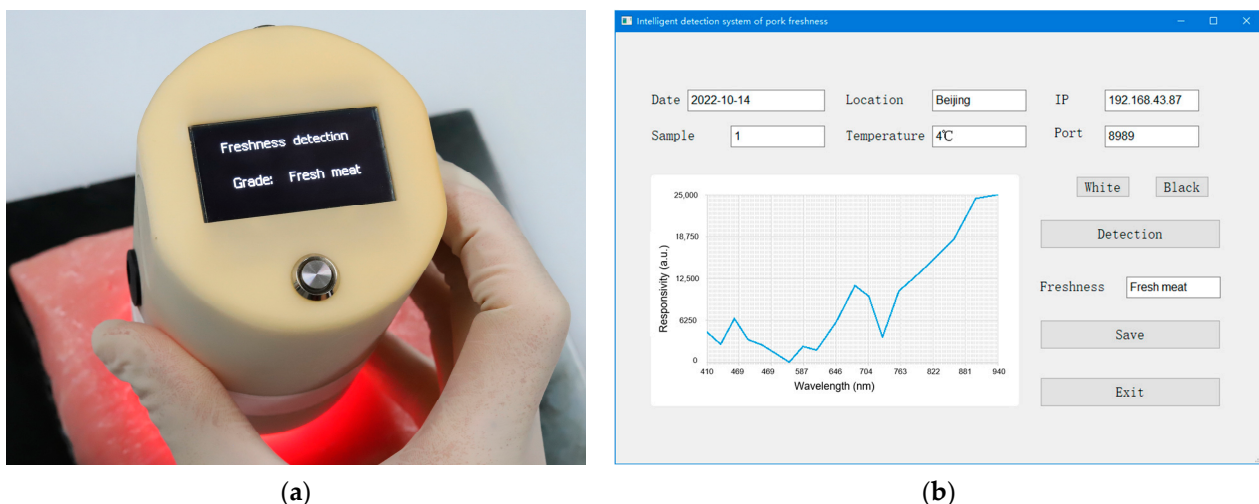 Freshness detection
Grade: Fresh meat
(a)
Intelligent detection system of pork freshness
Date 2022-10-14 Location Beijing IP 192.168.43.87
Sample 1 Temperature 4℃ Port 8989
White Black
Detection
Freshness Fresh meat
Save
Exit
Responsivity (a.u.)
25,000
18,750
12,500
6250
0
410 469 469 587 646 704 763 822 881 940
Wavelength (nm)
(b)